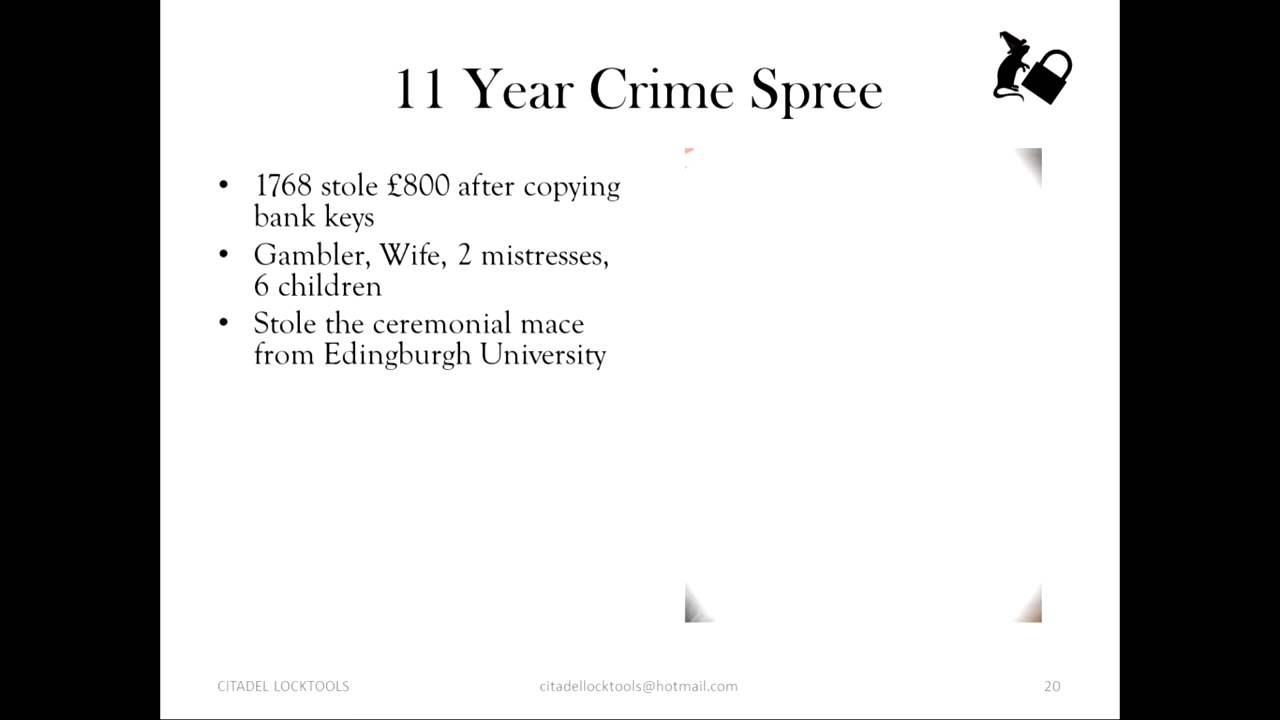 11 Year Crime Spree
• 1768 stole £800 after copying
bank keys
• Gambler, Wife, 2 mistresses,
6 children
• Stole the ceremonial mace
from Edingburgh University
CITADEL LOCKTOOLS
citadellocktools@hotmail.com
20